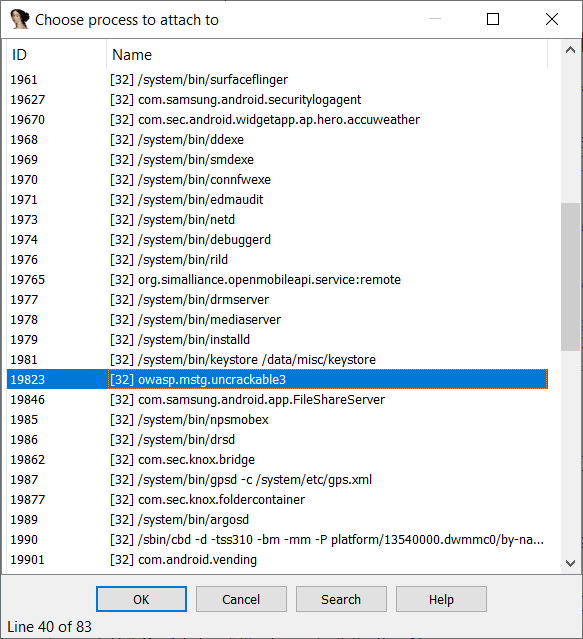 Choose process to attach to
ID Name
1961 [32] /system/bin/surfaceflinger
19627 [32] com.samsung.android.securitylogagent
19670 [32] com.sec.android.widgetapp.ap.hero.accuweather
1968 [32] /system/bin/ddexe
1969 [32] /system/bin/smdexe
1970 [32] /system/bin/connfwexe
1971 [32] /system/bin/edmaudit
1973 [32] /system/bin/netd
1974 [32] /system/bin/debuggerd
1976 [32] /system/bin/rild
19765 [32] org.simalliance.openmobileapi.service:remote
1977 [32] /system/bin/drmserver
1978 [32] /system/bin/mediaserver
1979 [32] /system/bin/installd
1981 [32] /system/bin/keystore /data/misc/keystore
19823 [32] owasp.mstg.uncrackable3
19846 [32] com.samsung.android.app.FileShareServer
1985 [32] /system/bin/npsmobex
1986 [32] /system/bin/drsd
19862 [32] com.sec.knox.bridge
1987 [32] /system/bin/gpsd -c /system/etc/gps.xml
19877 [32] com.sec.knox.foldercontainer
1989 [32] /system/bin/argosd
1990 [32] /sbin/cbd -d -tss310 -bm -mm -P platform/13540000.dwmmc0/by-na...
19901 [32] com.android.vending
OK Cancel Search Help
Line 40 of 83